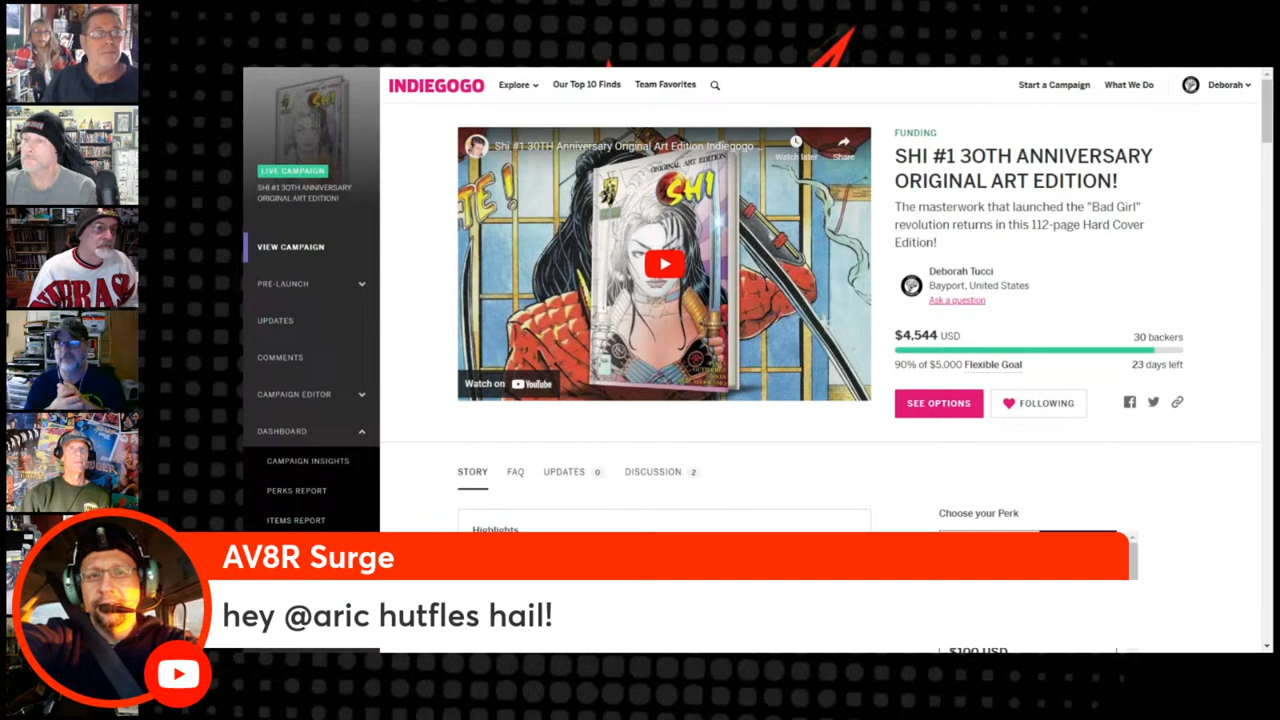 INDIEGOGO
Explore
Our Top 10 Finds
Team Favorites
Start a Campaign
What We Do
Deborah
LIVE CAMPAIGN
SHI #1 30TH ANNIVERSARY
ORIGINAL ART EDITION!
VIEW CAMPAIGN
PRE-LAUNCH
UPDATES
COMMENTS
CAMPAIGN EDITOR
DASHBOARD
CAMPAIGN INSIGHTS
PERKS REPORT
ITEMS REPORT
Shi #1 30TH Anniversary Original Art Edition Indiegogo
Watch later
Share
ORIGINAL ART EDITION
SHI
Watch on YouTube
FUNDING
SHI #1 30TH ANNIVERSARY
ORIGINAL ART EDITION!
The masterwork that launched the "Bad Girl"
revolution returns in this 112-page Hard Cover
Edition!
Deborah Tucci
Bayport, United States
Ask a question
$4,544 USD
30 backers
90% of $5,000 Flexible Goal
23 days left
SEE OPTIONS
FOLLOWING
STORY
FAQ
UPDATES 0
DISCUSSION 2
Highlights
Choose your Perk
$100 USD
AV8R Surge
hey @aric hutfles hail!